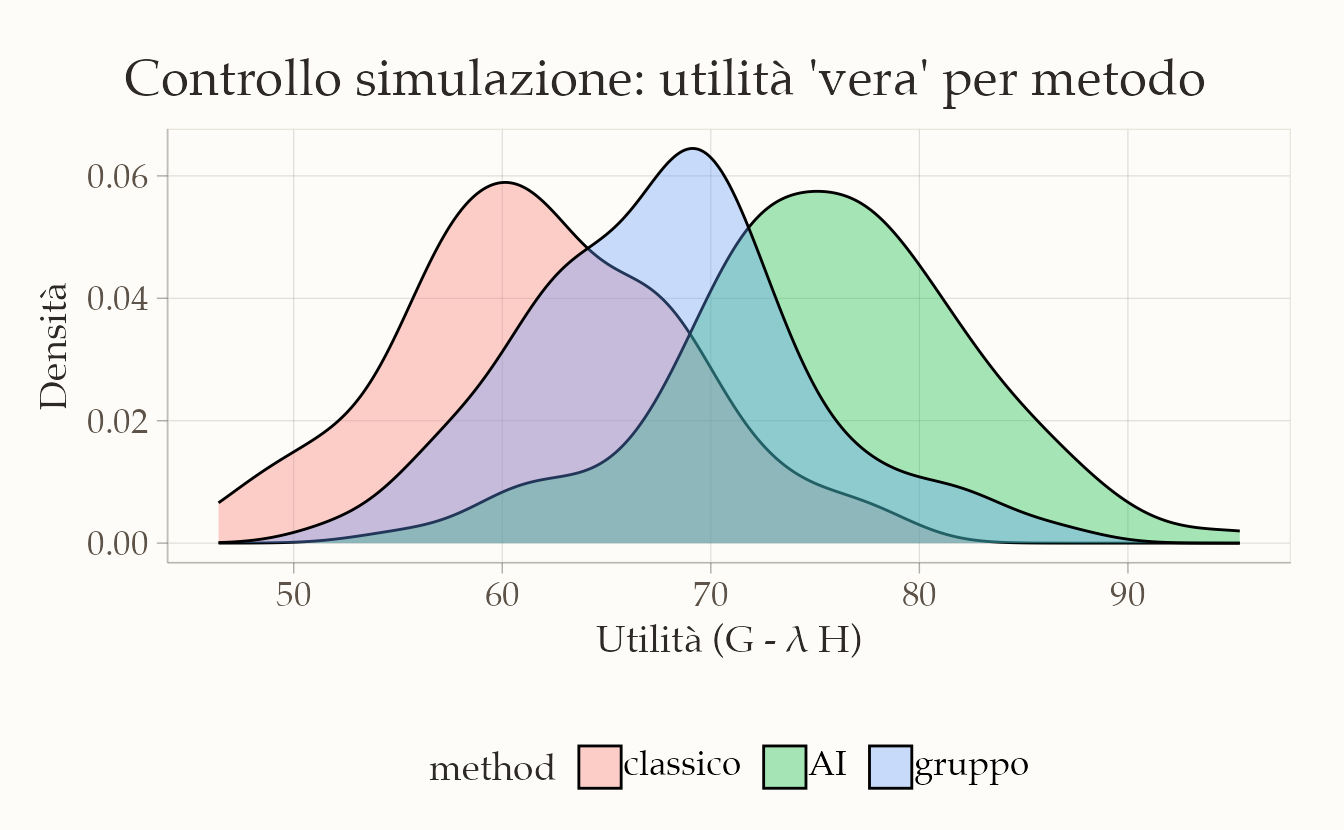 Controllo simulazione: utilità 'vera' per metodo
Densità
0.06
0.04
0.02
0.00
50 60 70 80 90
Utilità (G - λ H)
method classico AI gruppo